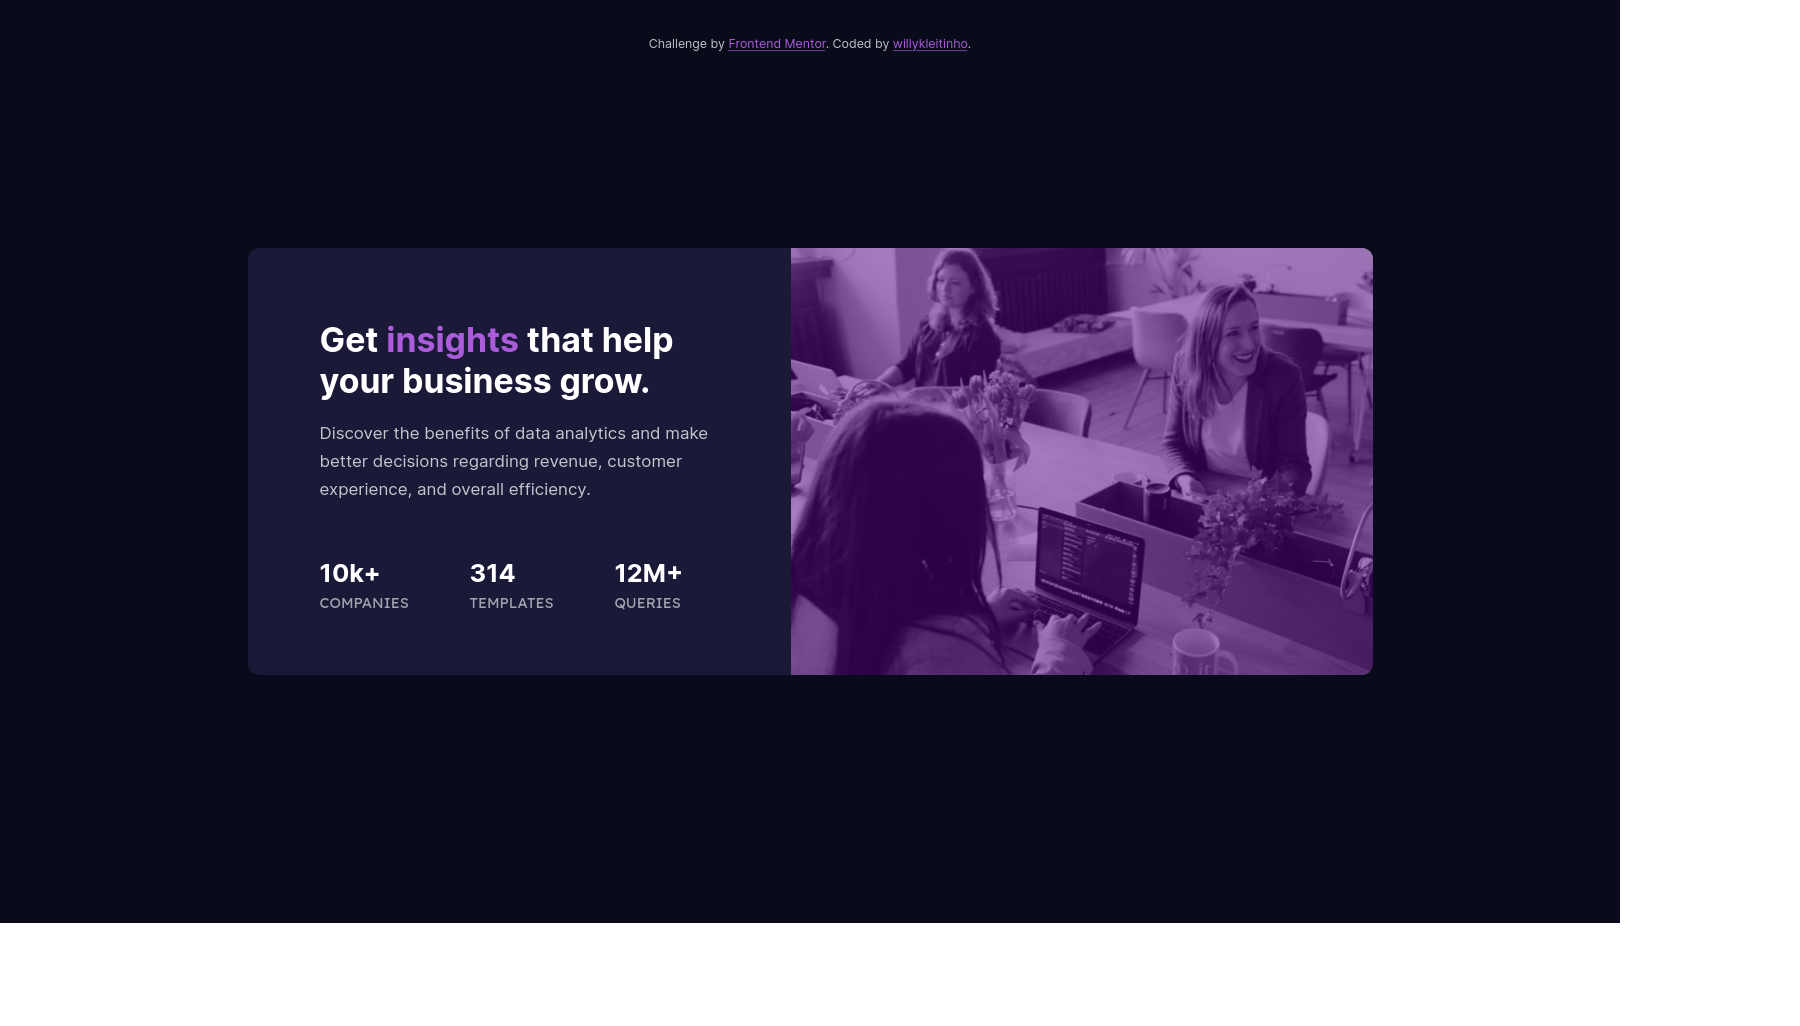 Challenge by Frontend Mentor. Coded by willykleitinho.
Get insights that help
your business grow.
Discover the benefits of data analytics and make
better decisions regarding revenue, customer
experience, and overall efficiency.
10k+
COMPANIES
314
TEMPLATES
12M+
QUERIES